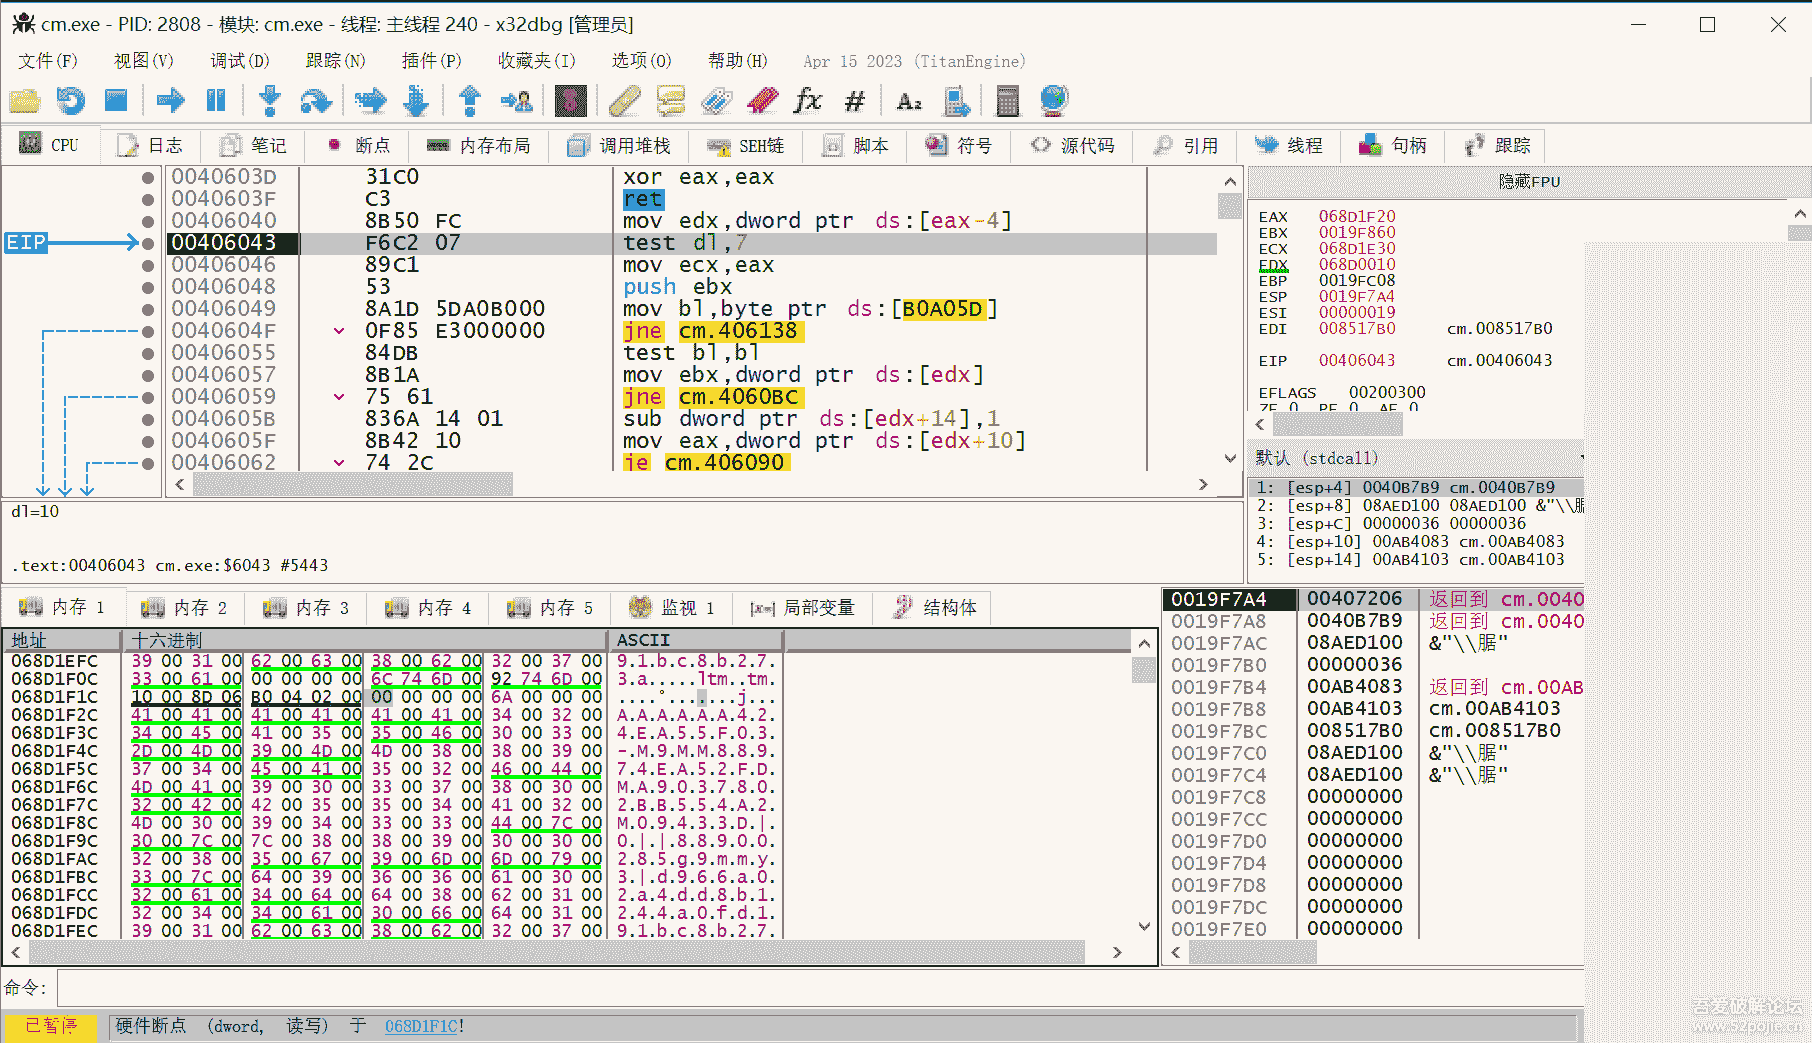 cm.exe - PID: 2808 - 模块: cm.exe - 线程: 主线程 240 - x32dbg [管理员]
文件(F) 视图(V) 调试(D) 跟踪(N) 插件(P) 收藏夹(I) 选项(O) 帮助(H) Apr 15 2023 (TitanEngine)
CPU 日志 笔记 断点 内存布局 调用堆栈 SEH链 脚本 符号 源代码 引用 线程 句柄 跟踪
0040603D 31C0 xor eax,eax
0040603F C3 ret
00406040 8B50 FC mov edx,dword ptr ds:[eax-4]
EIP 00406043 F6C2 07 test dl,7
00406046 89C1 mov ecx,eax
00406048 53 push ebx
00406049 8A1D 5DA0B000 mov bl,byte ptr ds:[B0A05D]
0040604F 0F85 E3000000 jne cm.406138
00406055 84DB test bl,bl
00406057 8B1A mov ebx,dword ptr ds:[edx]
00406059 75 61 jne cm.4060BC
0040605B 836A 14 01 sub dword ptr ds:[edx+14],1
0040605F 8B42 10 mov eax,dword ptr ds:[edx+10]
00406062 74 2C je cm.406090
隐藏FPU
EAX 068D1F20
EBX 0019F860
ECX 068D1E30
EDX 068D0010
EBP 0019FC08
ESP 0019F7A4
ESI 00000019
EDI 008517B0 cm.008517B0
EIP 00406043 cm.00406043
EFLAGS 00200300
ZF 0 PF 0 AF 0
默认 (stdcall)
1: [esp+4] 0040B7B9 cm.0040B7B9
2: [esp+8] 08AED100 08AED100 &"\\腒
3: [esp+C] 00000036 00000036
4: [esp+10] 00AB4083 cm.00AB4083
5: [esp+14] 00AB4103 cm.00AB4103
dl=10
.text:00406043 cm.exe:$6043 #5443
内存 1 内存 2 内存 3 内存 4 内存 5 监视 1 局部变量 结构体
地址 十六进制 ASCII
068D1EFC 39 00 31 00 62 00 63 00 38 00 62 00 32 00 37 00 9.1.b.c.8.b.2.7.
068D1F0C 33 00 61 00 00 00 00 00 6C 74 6D 00 92 74 6D 00 3.a.....ltm..tm.
068D1F1C 10 00 8D 06 B0 04 02 00 00 00 00 00 6A 00 00 00 ....°.......j...
068D1F2C 41 00 41 00 41 00 41 00 41 00 41 00 34 00 32 00 A.A.A.A.A.A.4.2.
068D1F3C 34 00 45 00 41 00 35 00 35 00 46 00 30 00 33 00 4.E.A.5.5.F.0.3.
068D1F4C 2D 00 4D 00 39 00 4D 00 4D 00 38 00 38 00 39 00 -.M.9.M.M.8.8.9.
068D1F5C 37 00 34 00 45 00 41 00 35 00 32 00 46 00 44 00 7.4.E.A.5.2.F.D.
068D1F6C 4D 00 41 00 39 00 30 00 33 00 37 00 38 00 30 00 M.A.9.0.3.7.8.0.
068D1F7C 32 00 42 00 42 00 35 00 35 00 34 00 41 00 32 00 2.B.B.5.5.4.A.2.
068D1F8C 4D 00 30 00 39 00 34 00 33 00 33 00 44 00 7C 00 M.0.9.4.3.3.D.|.
068D1F9C 30 00 7C 00 7C 00 38 00 38 00 39 00 30 00 30 00 0.|.|.8.8.9.0.0.
068D1FAC 32 00 38 00 35 00 67 00 39 00 6D 00 6D 00 79 00 2.8.5.g.9.m.m.y.
068D1FBC 33 00 7C 00 64 00 39 00 36 00 36 00 61 00 30 00 3.|.d.9.6.6.a.0.
068D1FCC 32 00 61 00 34 00 64 00 64 00 38 00 62 00 31 00 2.a.4.d.d.8.b.1.
068D1FDC 32 00 34 00 34 00 61 00 30 00 66 00 64 00 31 00 2.4.4.a.0.f.d.1.
068D1FEC 39 00 31 00 62 00 63 00 38 00 62 00 32 00 37 00 9.1.b.c.8.b.2.7.
0019F7A4 00407206 返回到 cm.0040
0019F7A8 0040B7B9 返回到 cm.0040
0019F7AC 08AED100 &"\\腒"
0019F7B0 00000036
0019F7B4 00AB4083 返回到 cm.00AB
0019F7B8 00AB4103 cm.00AB4103
0019F7BC 008517B0 cm.008517B0
0019F7C0 08AED100 &"\\腒"
0019F7C4 08AED100 &"\\腒"
0019F7C8 00000000
0019F7CC 00000000
0019F7D0 00000000
0019F7D4 00000000
0019F7D8 00000000
0019F7DC 00000000
0019F7E0 00000000
命令:
已暂停 硬件断点 (dword, 读写) 于 068D1F1C!
吾爱破解论坛
www.52pojie.cn